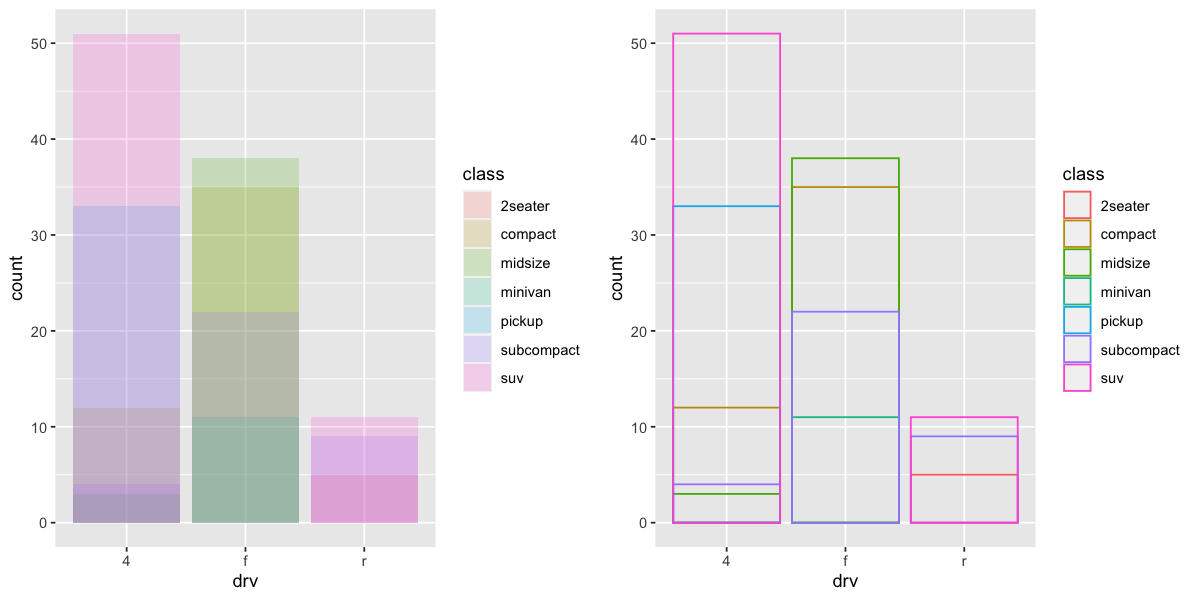 50
40
30
20
10
0
count
4
f
r
drv
class
2seater
compact
midsize
minivan
pickup
subcompact
suv
50
40
30
20
10
0
count
4
f
r
drv
class
2seater
compact
midsize
minivan
pickup
subcompact
suv